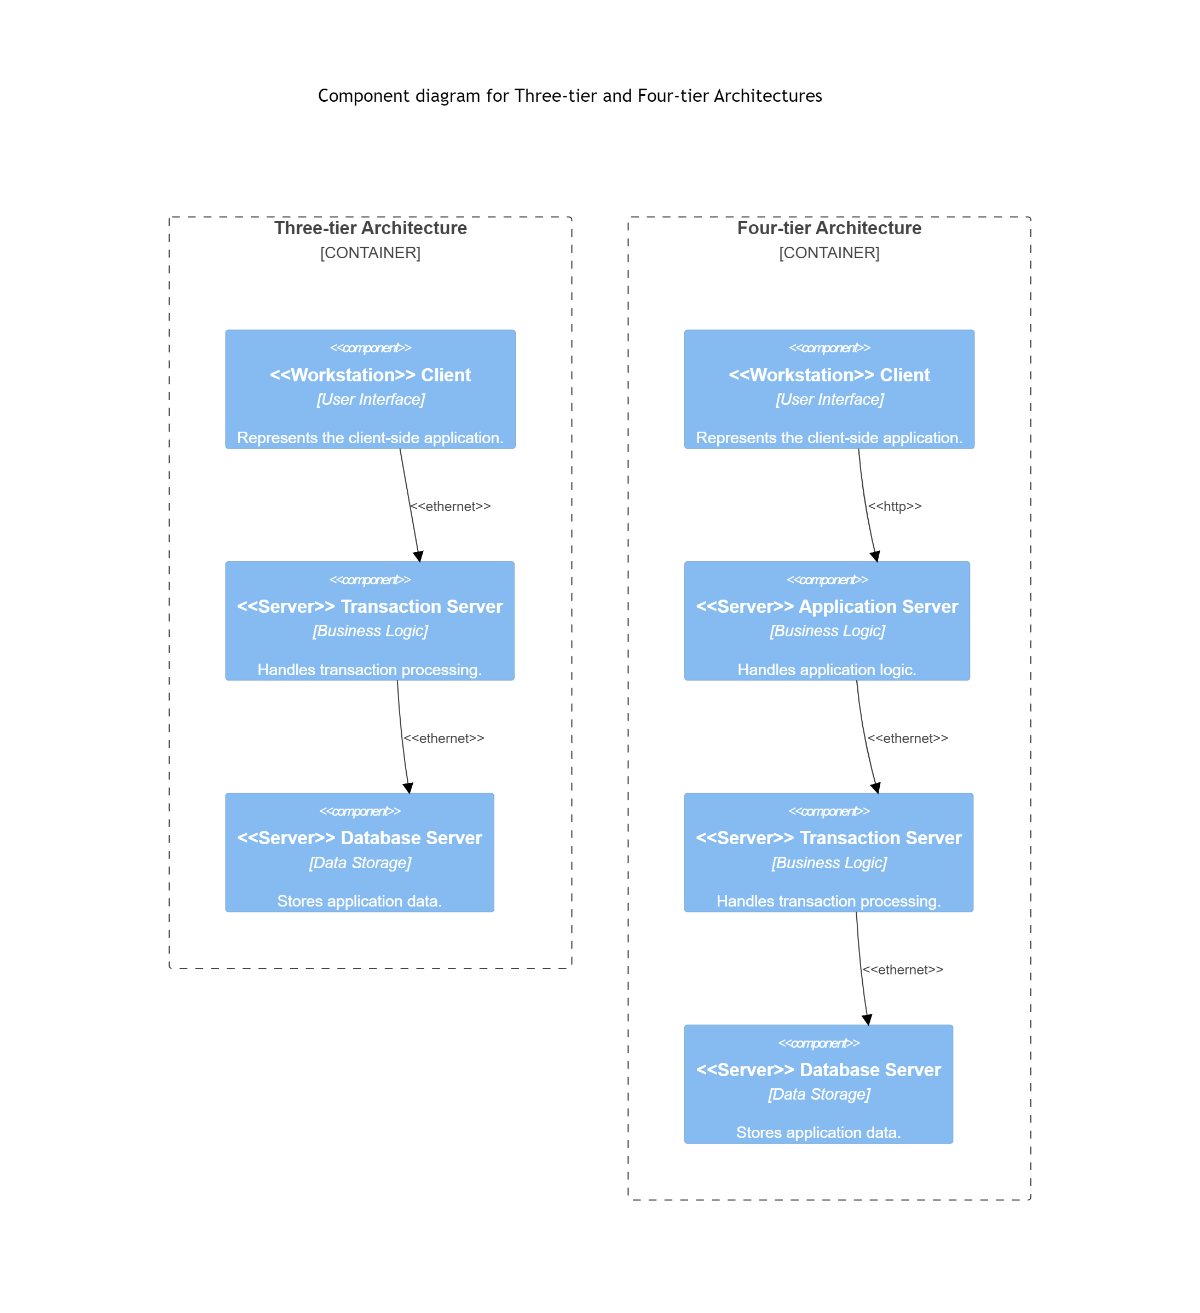 Component diagram for Three-tier and Four-tier Architectures
Three-tier Architecture
[CONTAINER]
<<component>>
<<Workstation>> Client
[User Interface]
Represents the client-side application.
<<ethernet>>
<<component>>
<<Server>> Transaction Server
[Business Logic]
Handles transaction processing.
<<ethernet>>
<<component>>
<<Server>> Database Server
[Data Storage]
Stores application data.
Four-tier Architecture
[CONTAINER]
<<component>>
<<Workstation>> Client
[User Interface]
Represents the client-side application.
<<http>>
<<component>>
<<Server>> Application Server
[Business Logic]
Handles application logic.
<<ethernet>>
<<component>>
<<Server>> Transaction Server
[Business Logic]
Handles transaction processing.
<<ethernet>>
<<component>>
<<Server>> Database Server
[Data Storage]
Stores application data.